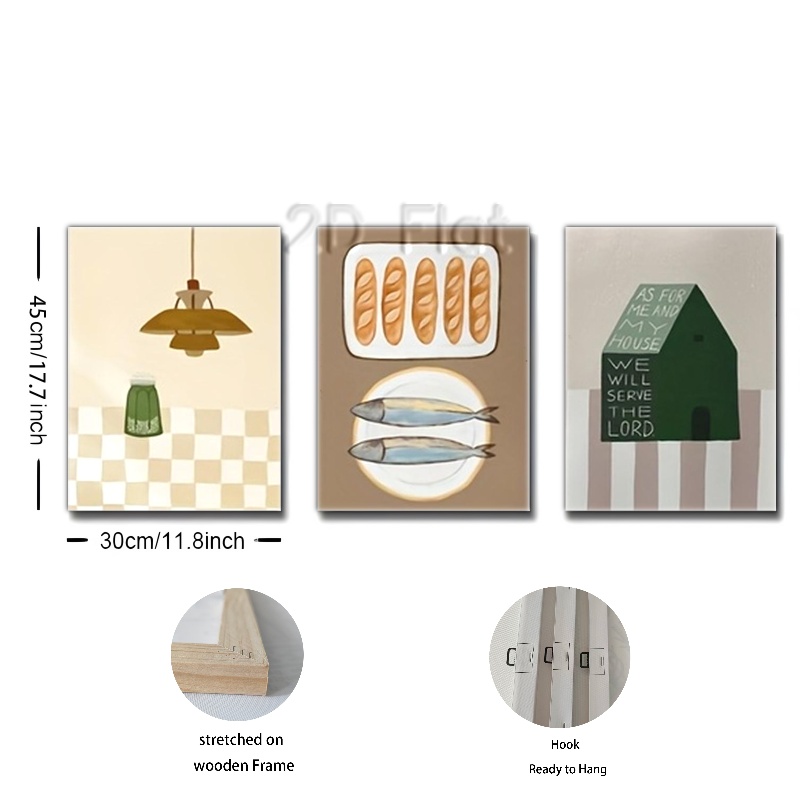 2D Flat
45cm/17.7inch
AS FOR
ME AND
MY
HOUSE
WE
WILL
SERVE
THE
LORD.
30cm/11.8inch
stretched on
wooden Frame
Hook
Ready to Hang